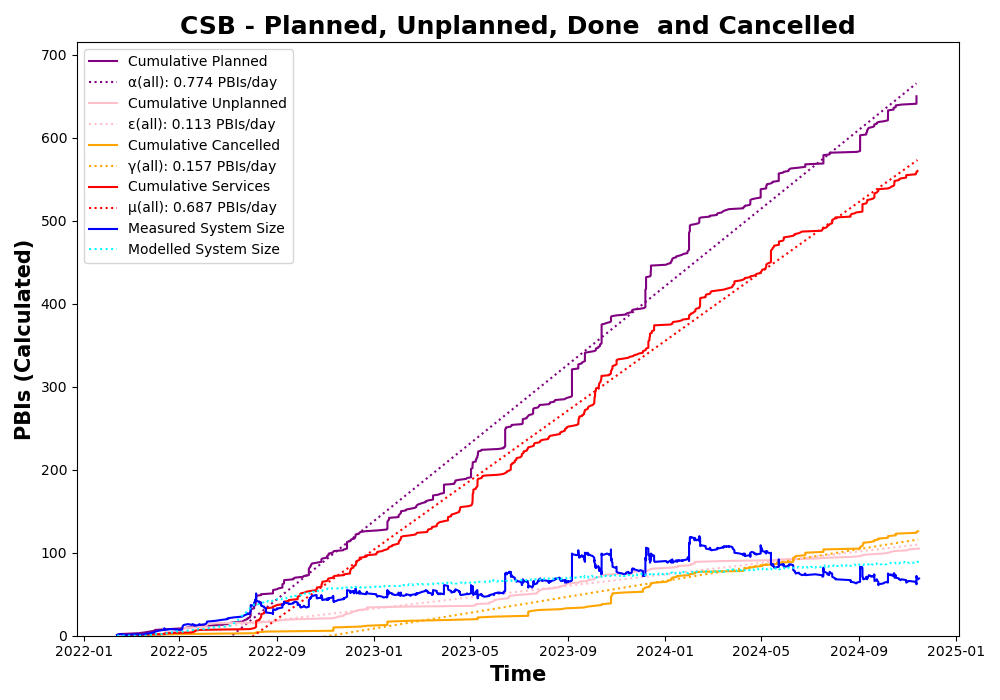 CSB - Planned, Unplanned, Done  and Cancelled
PBIs (Calculated)
700
600
500
400
300
200
100
0
Cumulative Planned
α(all): 0.774 PBIs/day
Cumulative Unplanned
ε(all): 0.113 PBIs/day
Cumulative Cancelled
γ(all): 0.157 PBIs/day
Cumulative Services
μ(all): 0.687 PBIs/day
Measured System Size
Modelled System Size
2022-01 2022-05 2022-09 2023-01 2023-05 2023-09 2024-01 2024-05 2024-09 2025-01
Time